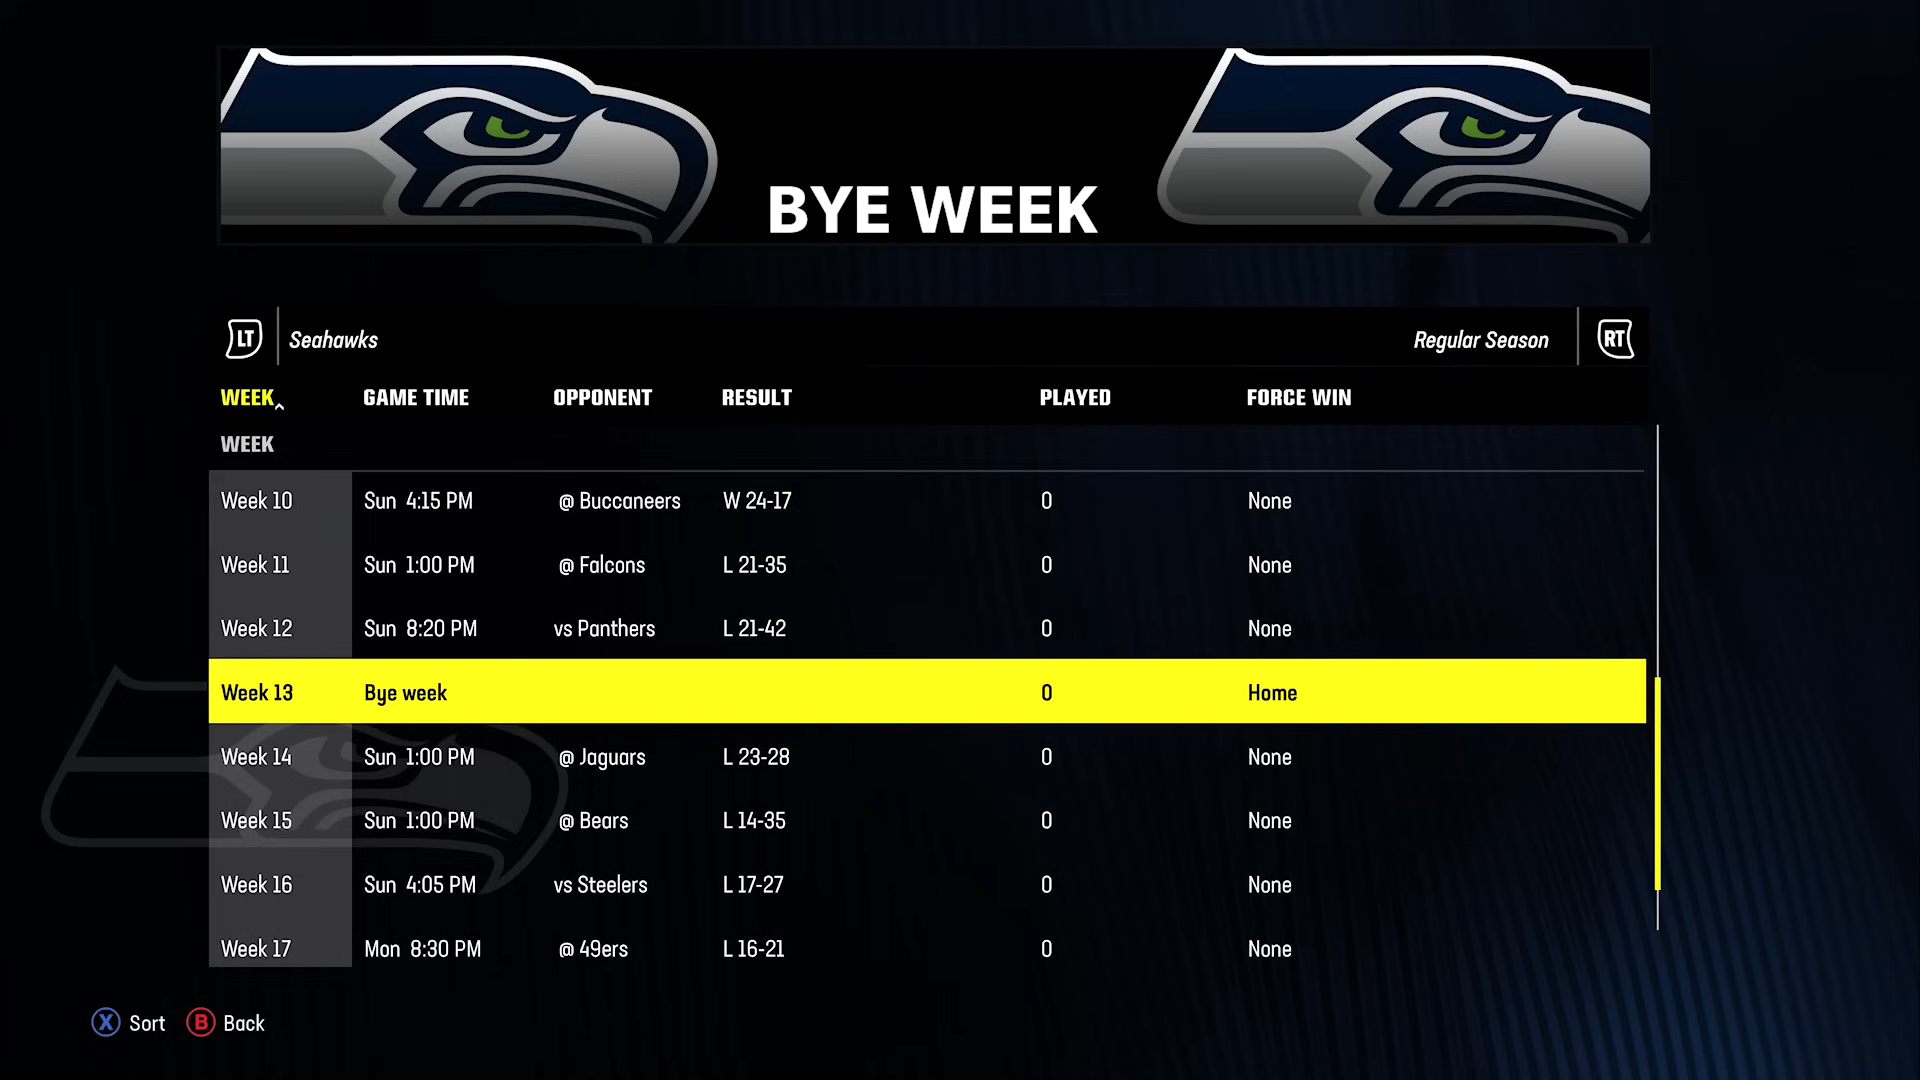 BYE WEEK
LT Seahawks Regular Season RT
WEEK GAME TIME OPPONENT RESULT PLAYED FORCE WIN
WEEK
Week 10 Sun 4:15 PM @ Buccaneers W 24-17 0 None
Week 11 Sun 1:00 PM @ Falcons L 21-35 0 None
Week 12 Sun 8:20 PM vs Panthers L 21-42 0 None
Week 13 Bye week 0 Home
Week 14 Sun 1:00 PM @ Jaguars L 23-28 0 None
Week 15 Sun 1:00 PM @ Bears L 14-35 0 None
Week 16 Sun 4:05 PM vs Steelers L 17-27 0 None
Week 17 Mon 8:30 PM @ 49ers L 16-21 0 None
X Sort B Back